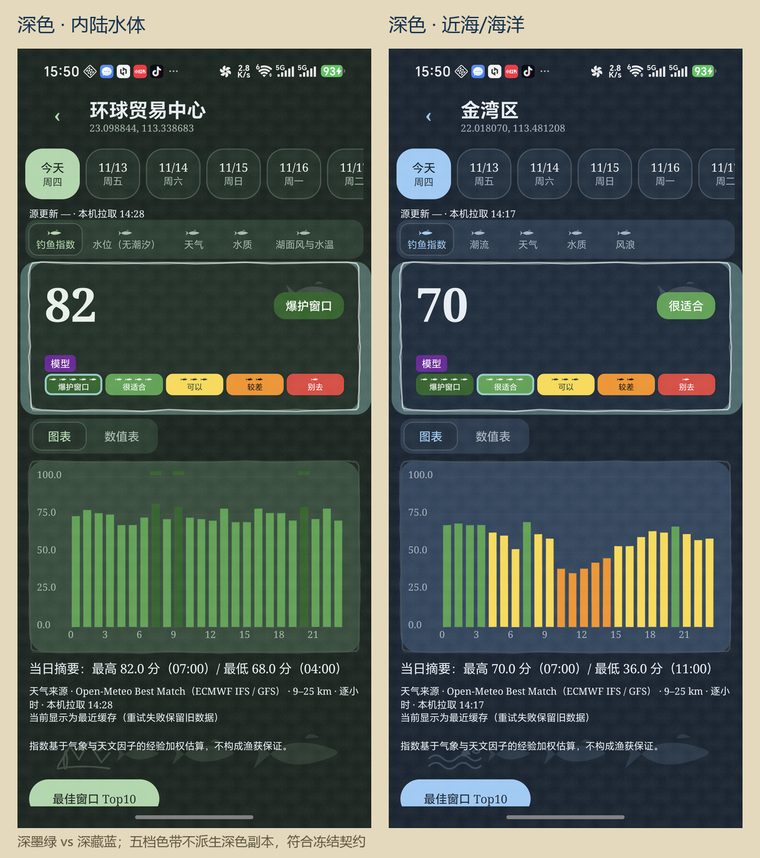 深色 · 内陆水体
15:50
2.8
K/s
6
5G
5G
93
环球贸易中心
23.098844, 113.338683
今天
周四
11/13
周五
11/14
周六
11/15
周日
11/16
周一
11/1
周二
源更新 — · 本机拉取 14:28
钓鱼指数
水位（无潮汐）
天气
水质
湖面风与水温
82
爆护窗口
模型
爆护窗口
很适合
可以
较差
别去
图表
数值表
100.0
75.0
50.0
25.0
0.0
0 3 6 9 12 15 18 21
当日摘要：最高 82.0 分（07:00）/ 最低 68.0 分（04:00）
天气来源 · Open-Meteo Best Match（ECMWF IFS / GFS） · 9–25 km · 逐小
时 · 本机拉取 14:28
当前显示为最近缓存（重试失败保留旧数据）
指数基于气象与天文因子的经验加权估算，不构成渔获保证。
最佳窗口 Top10
深色 · 近海/海洋
15:50
2.8
K/s
6
5G
5G
93
金湾区
22.018070, 113.481208
今天
周四
11/13
周五
11/14
周六
11/15
周日
11/16
周一
11/1
周二
源更新 — · 本机拉取 14:17
钓鱼指数
潮流
天气
水质
风浪
70
很适合
模型
爆护窗口
很适合
可以
较差
别去
图表
数值表
100.0
75.0
50.0
25.0
0.0
0 3 6 9 12 15 18 21
当日摘要：最高 70.0 分（07:00）/ 最低 36.0 分（11:00）
天气来源 · Open-Meteo Best Match（ECMWF IFS / GFS） · 9–25 km · 逐小
时 · 本机拉取 14:17
当前显示为最近缓存（重试失败保留旧数据）
指数基于气象与天文因子的经验加权估算，不构成渔获保证。
最佳窗口 Top10
深墨绿 vs 深藏蓝；五档色带不派生深色副本，符合冻结契约